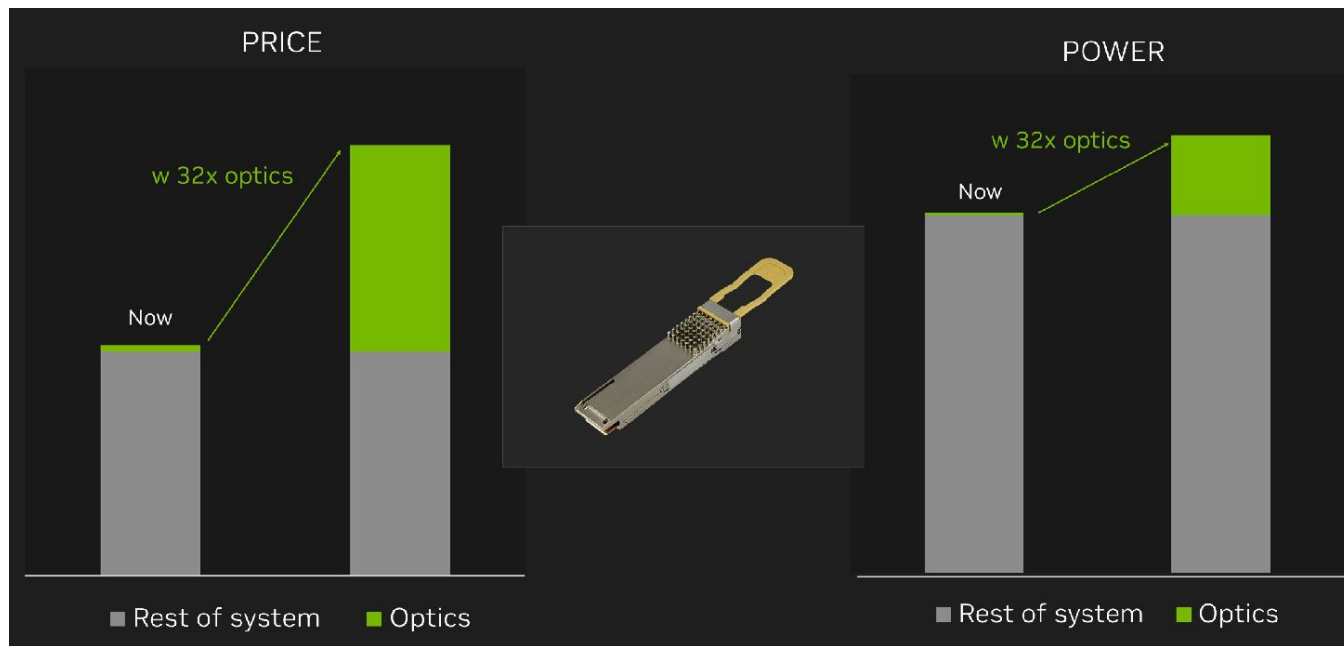 PRICE
w 32x optics
Now
Rest of system
Optics
POWER
w 32x optics
Now
Rest of system
Optics